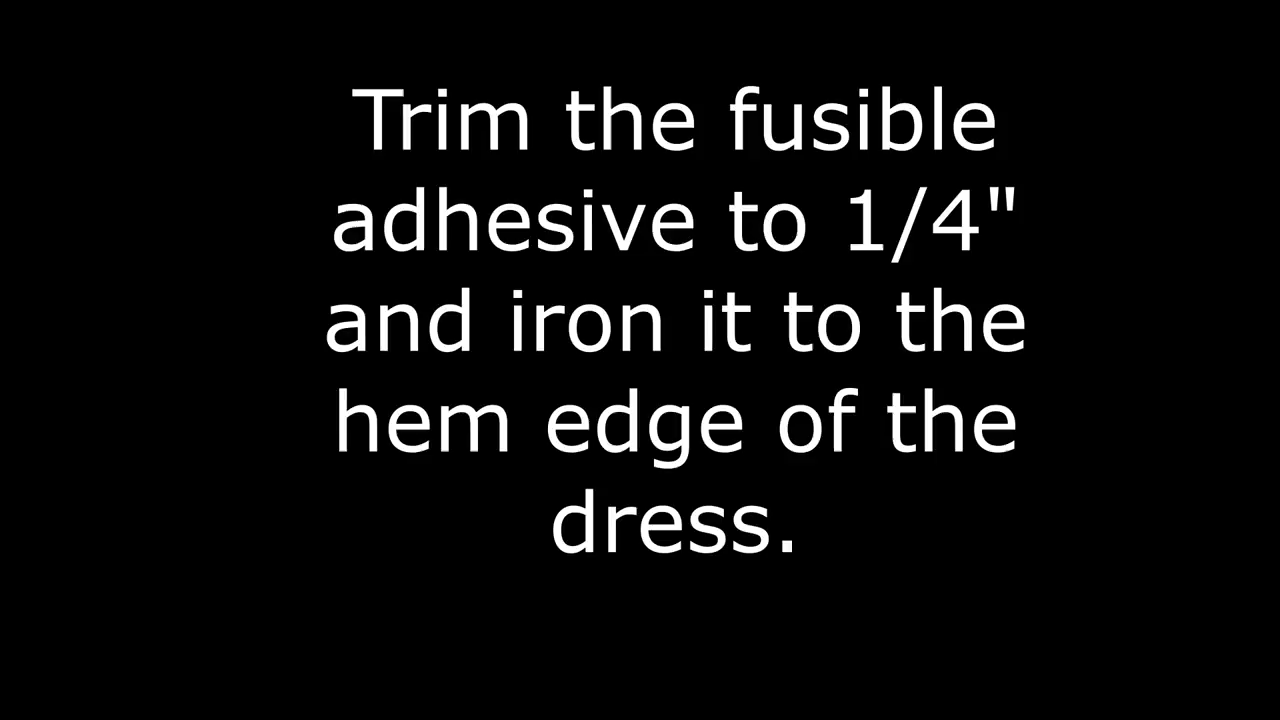 Trim the fusible
adhesive to 1/4"
and iron it to the
hem edge of the
dress.